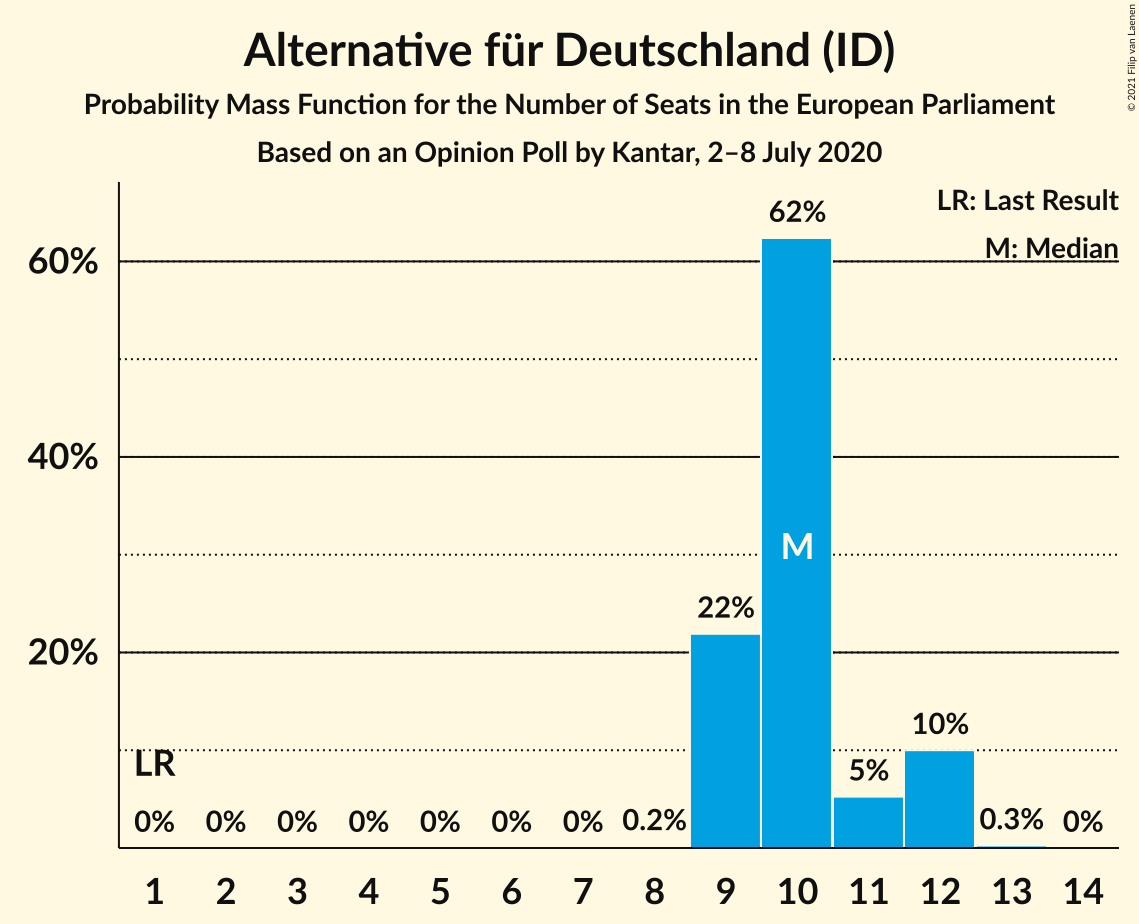 Alternative für Deutschland (ID)
Probability Mass Function for the Number of Seats in the European Parliament
Based on an Opinion Poll by Kantar, 2–8 July 2020
© 2021 Filip van Laenen
LR: Last Result
M: Median
60%
40%
20%
62%
M
22%
10%
5%
LR
0% 0% 0% 0% 0% 0% 0% 0.2% 0.3% 0%
1 2 3 4 5 6 7 8 9 10 11 12 13 14